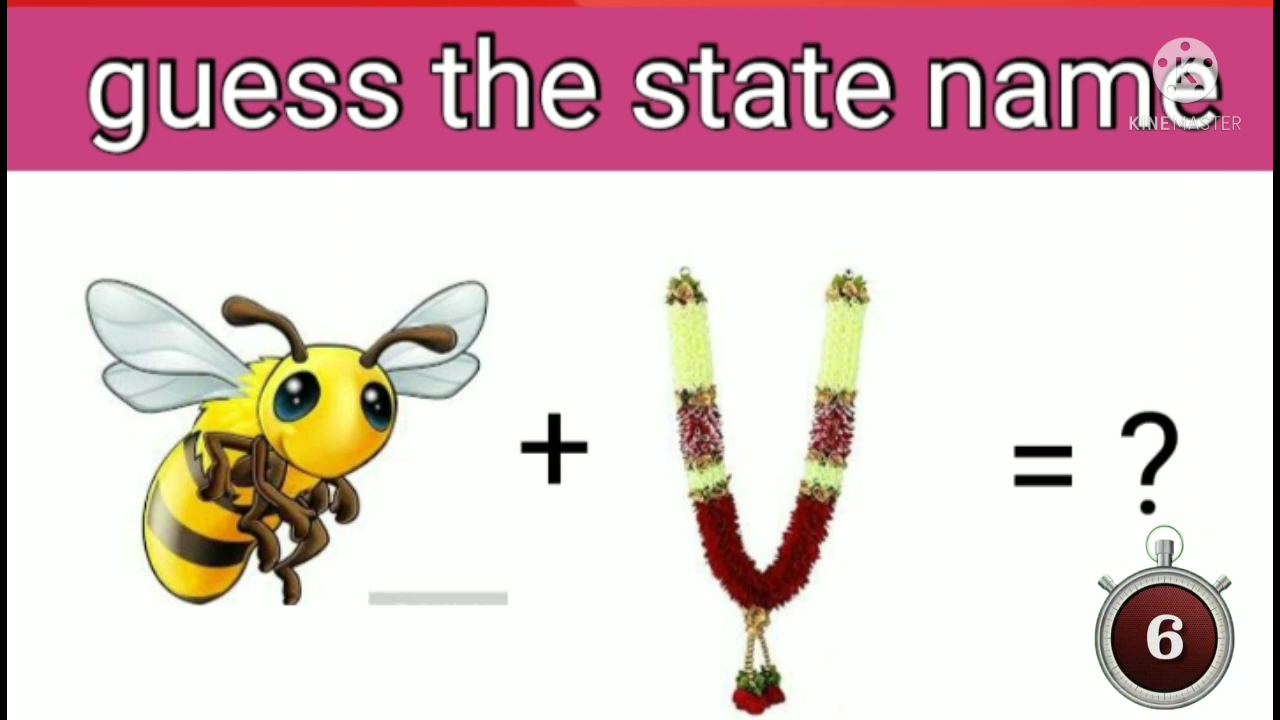 guess the state name
K
KINEMASTER
+
= ?
6